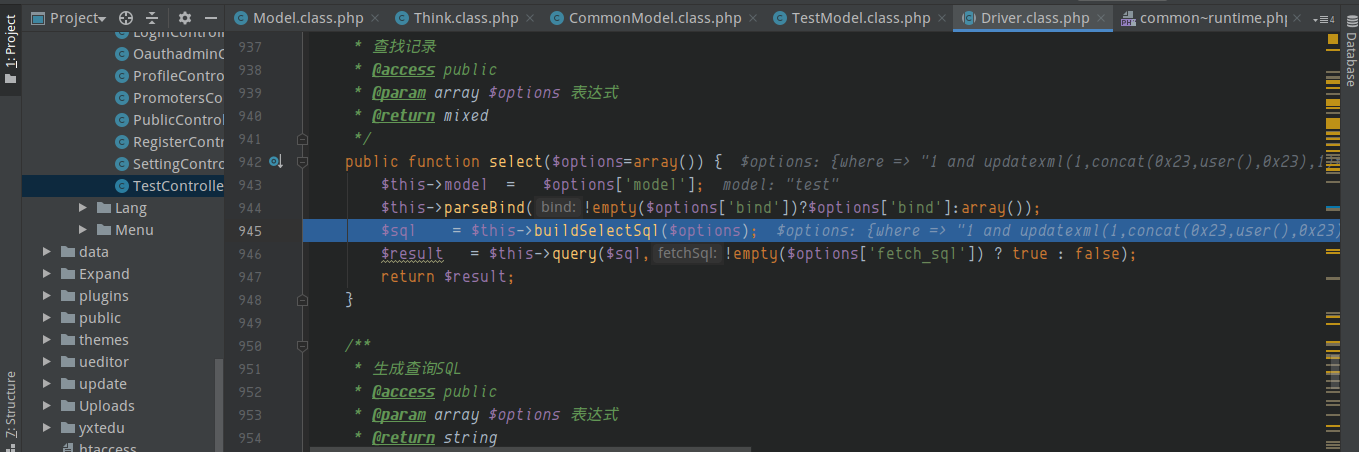 Project
Model.class.php
Think.class.php
CommonModel.class.php
TestModel.class.php
Driver.class.php
common~runtime.php
4
1: Project
7: Structure
Database
LoginControlle
OauthadminC
ProfileContro
PromotersCo
PublicControl
RegisterContr
SettingContro
TestControlle
Lang
Menu
data
Expand
plugins
public
themes
ueditor
update
Uploads
yxtedu
htaccess
937 * 查找记录
938 * @access public
939 * @param array $options 表达式
940 * @return mixed
941 */
942 public function select($options=array()) { $options: {where => "1 and updatexml(1,concat(0x23,user(),0x23),1)
943 $this->model = $options['model']; model: "test"
944 $this->parseBind( bind: !empty($options['bind'])?$options['bind']:array());
945 $sql = $this->buildSelectSql($options); $options: {where => "1 and updatexml(1,concat(0x23,user(),0x23)
946 $result = $this->query($sql, fetchSql: !empty($options['fetch_sql']) ? true : false);
947 return $result;
948 }
949
950 /**
951 * 生成查询SQL
952 * @access public
953 * @param array $options 表达式
954 * @return string